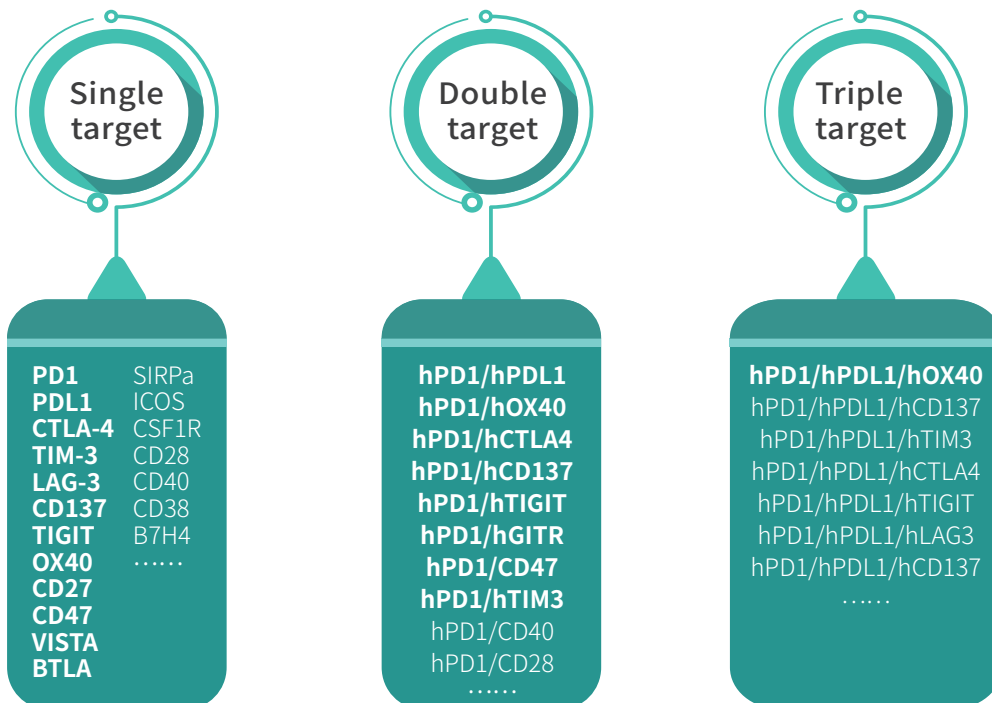 Single
target
PD1
PDL1
CTLA-4
TIM-3
LAG-3
CD137
TIGIT
OX40
CD27
CD47
VISTA
BTLA
SIRPa
ICOS
CSF1R
CD28
CD40
CD38
B7H4
……
Double
target
hPD1/hPDL1
hPD1/hOX40
hPD1/hCTLA4
hPD1/hCD137
hPD1/hTIGIT
hPD1/hGITR
hPD1/CD47
hPD1/hTIM3
hPD1/CD40
hPD1/CD28
……
Triple
target
hPD1/hPDL1/hOX40
hPD1/hPDL1/hCD137
hPD1/hPDL1/hTIM3
hPD1/hPDL1/hCTLA4
hPD1/hPDL1/hTIGIT
hPD1/hPDL1/hLAG3
hPD1/hPDL1/hCD137
……